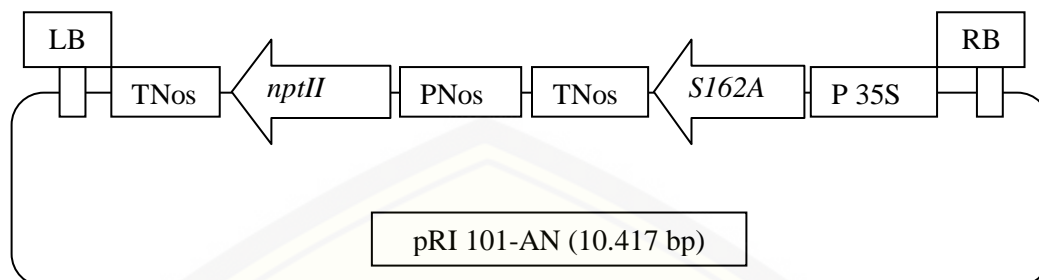 LB
RB
TNos
nptII
PNos
TNos
S162A
P 35S
pRI 101-AN (10.417 bp)